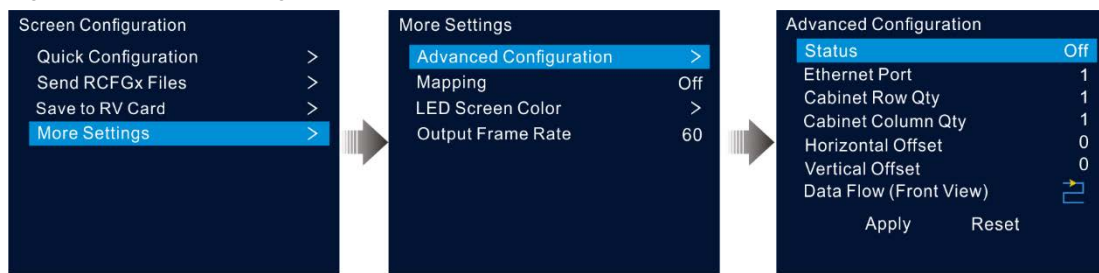 Screen Configuration
Quick Configuration >
Send RCFGx Files >
Save to RV Card >
More Settings >
More Settings
Advanced Configuration >
Mapping Off
LED Screen Color >
Output Frame Rate 60
Advanced Configuration
Status Off
Ethernet Port 1
Cabinet Row Qty 1
Cabinet Column Qty 1
Horizontal Offset 0
Vertical Offset 0
Data Flow (Front View)
Apply Reset